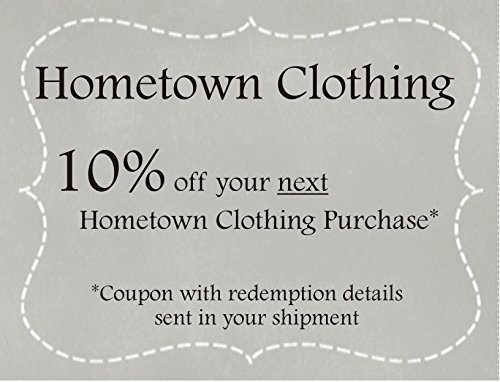 Hometown Clothing
10% off your next
Hometown Clothing Purchase*
*Coupon with redemption details
sent in your shipment